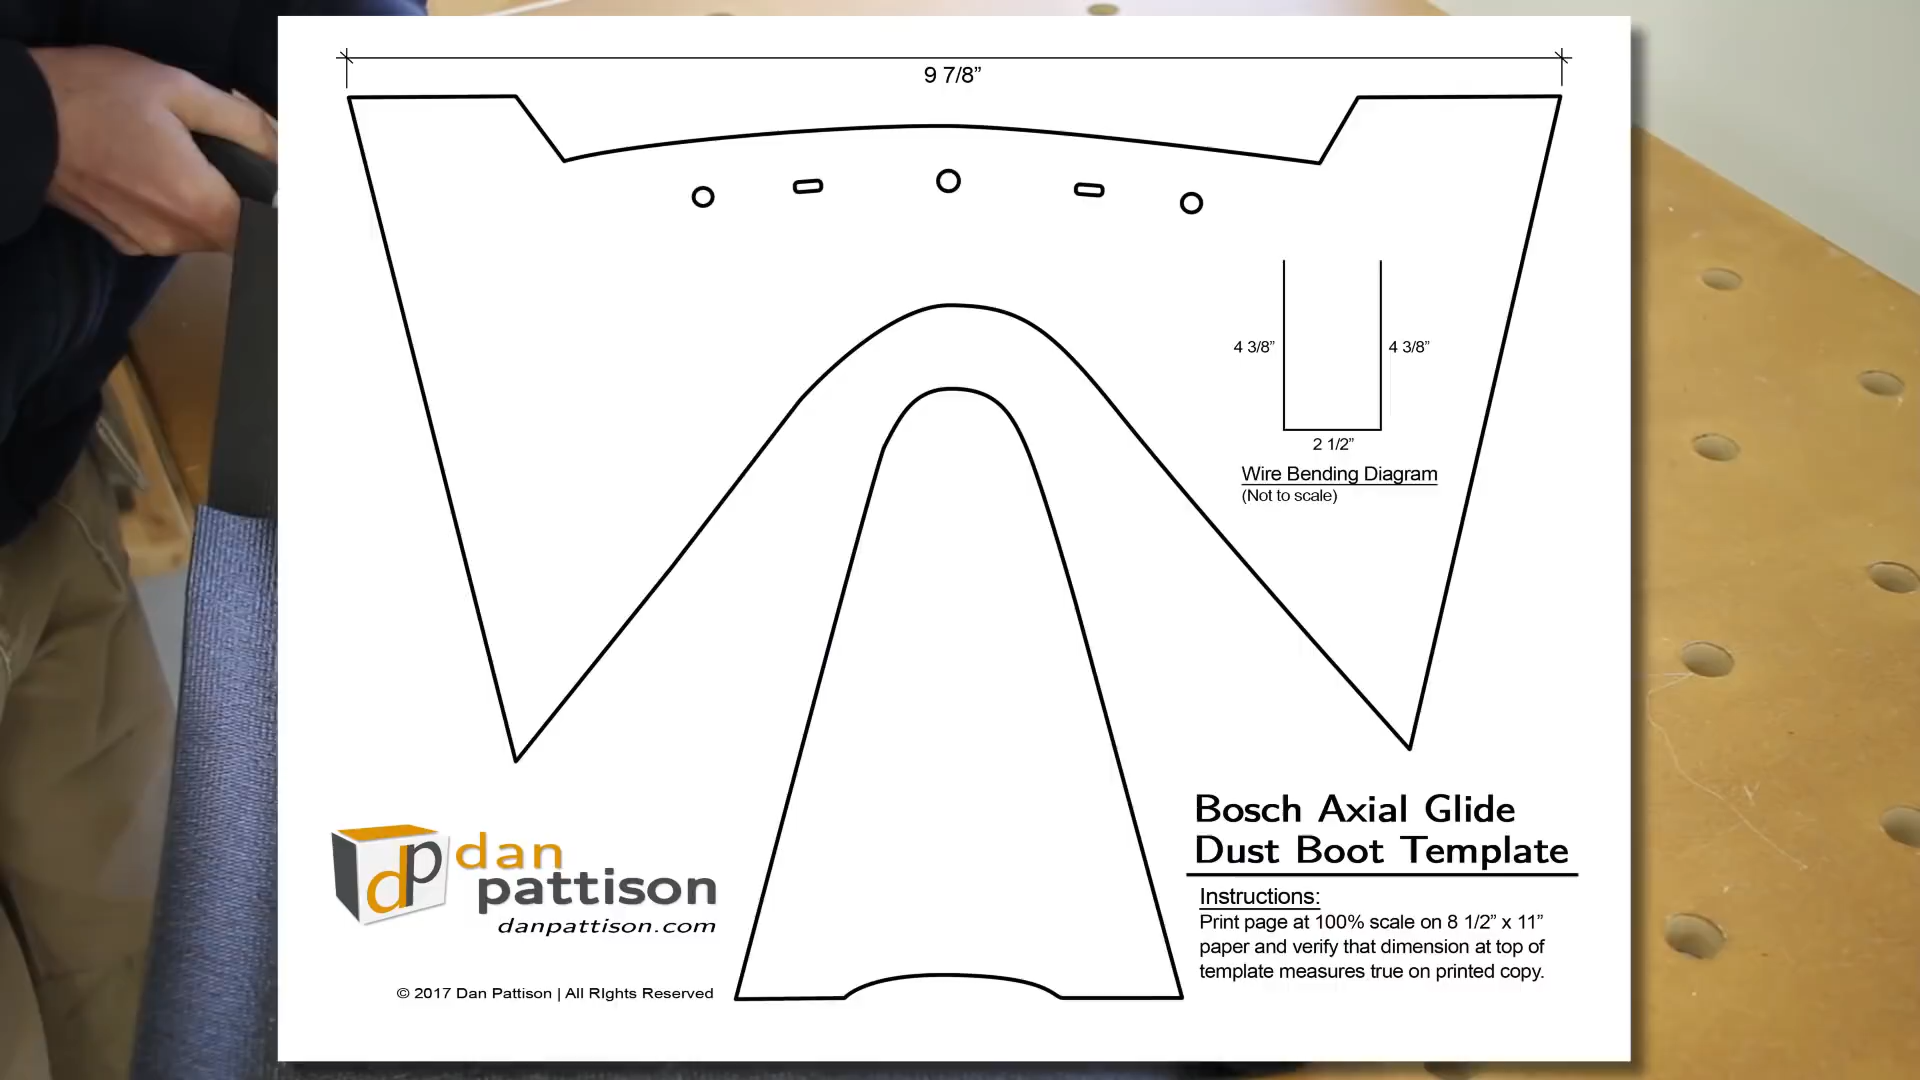 9 7/8”
4 3/8”
4 3/8”
2 1/2”
Wire Bending Diagram
(Not to scale)
Bosch Axial Glide
Dust Boot Template
Instructions:
Print page at 100% scale on 8 1/2” x 11”
paper and verify that dimension at top of
template measures true on printed copy.
dp
dan
pattison
danpattison.com
© 2017 Dan Pattison | All RIghts Reserved